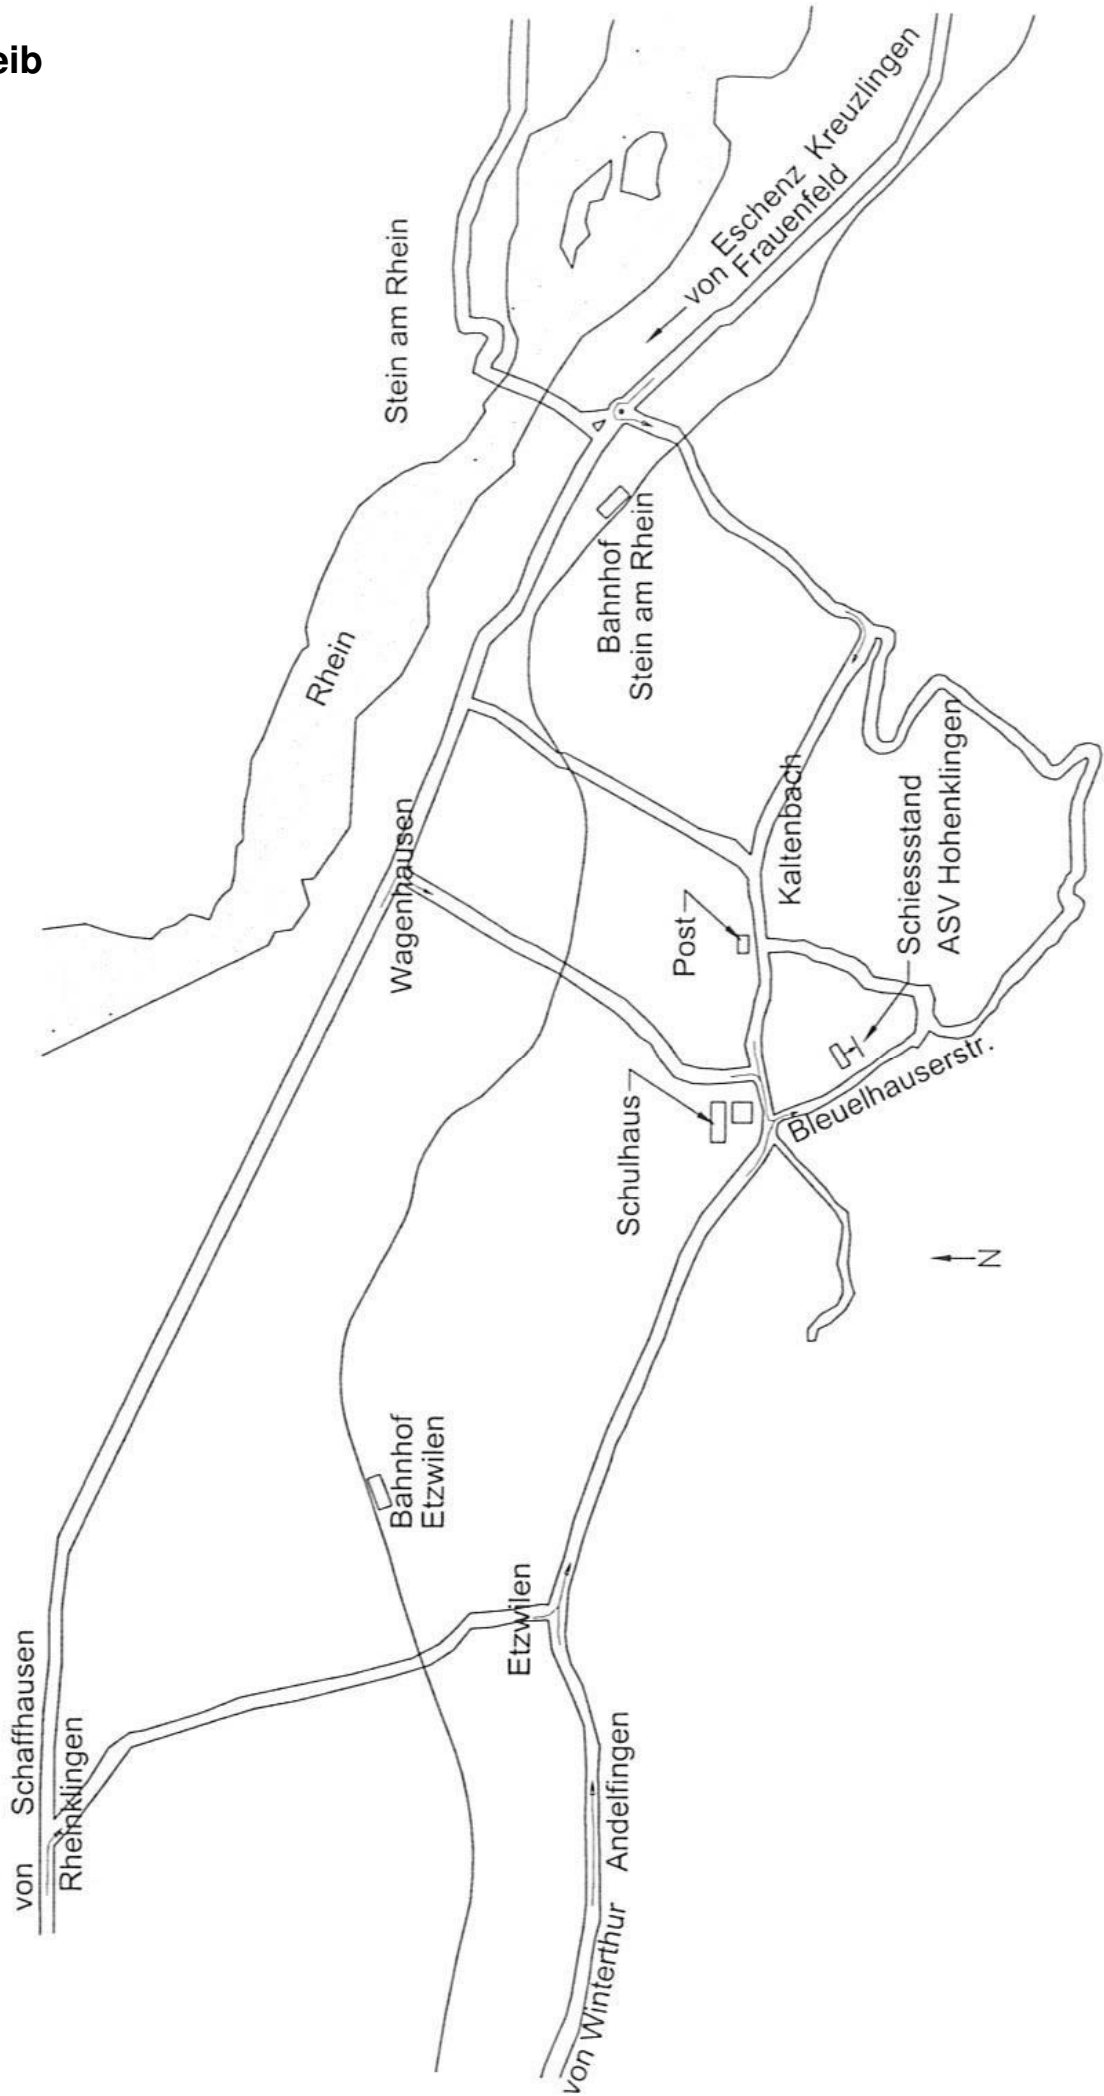 eib
von Schaffhausen
Rheinklingen
Rhein
Stein am Rhein
Wagenhausen
Bahnhof
Etzwilen
Etzwilen
von Eschenz Kreuzlingen
Frauenfeld
Bahnhof
Stein am Rhein
Schulhaus
Post
Kaltenbach
von Winterthur Andelfingen
Bleuelhauserstr.
Schiessstand
ASV Hohenklingen
N